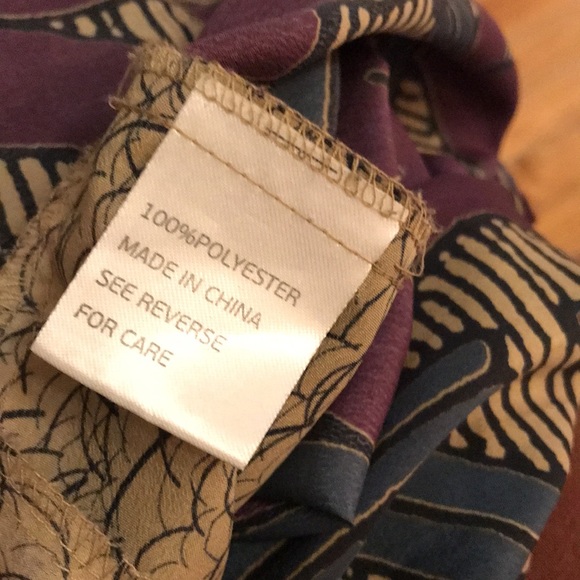 100%POLYESTER
MADE IN CHINA
SEE REVERSE
FOR CARE